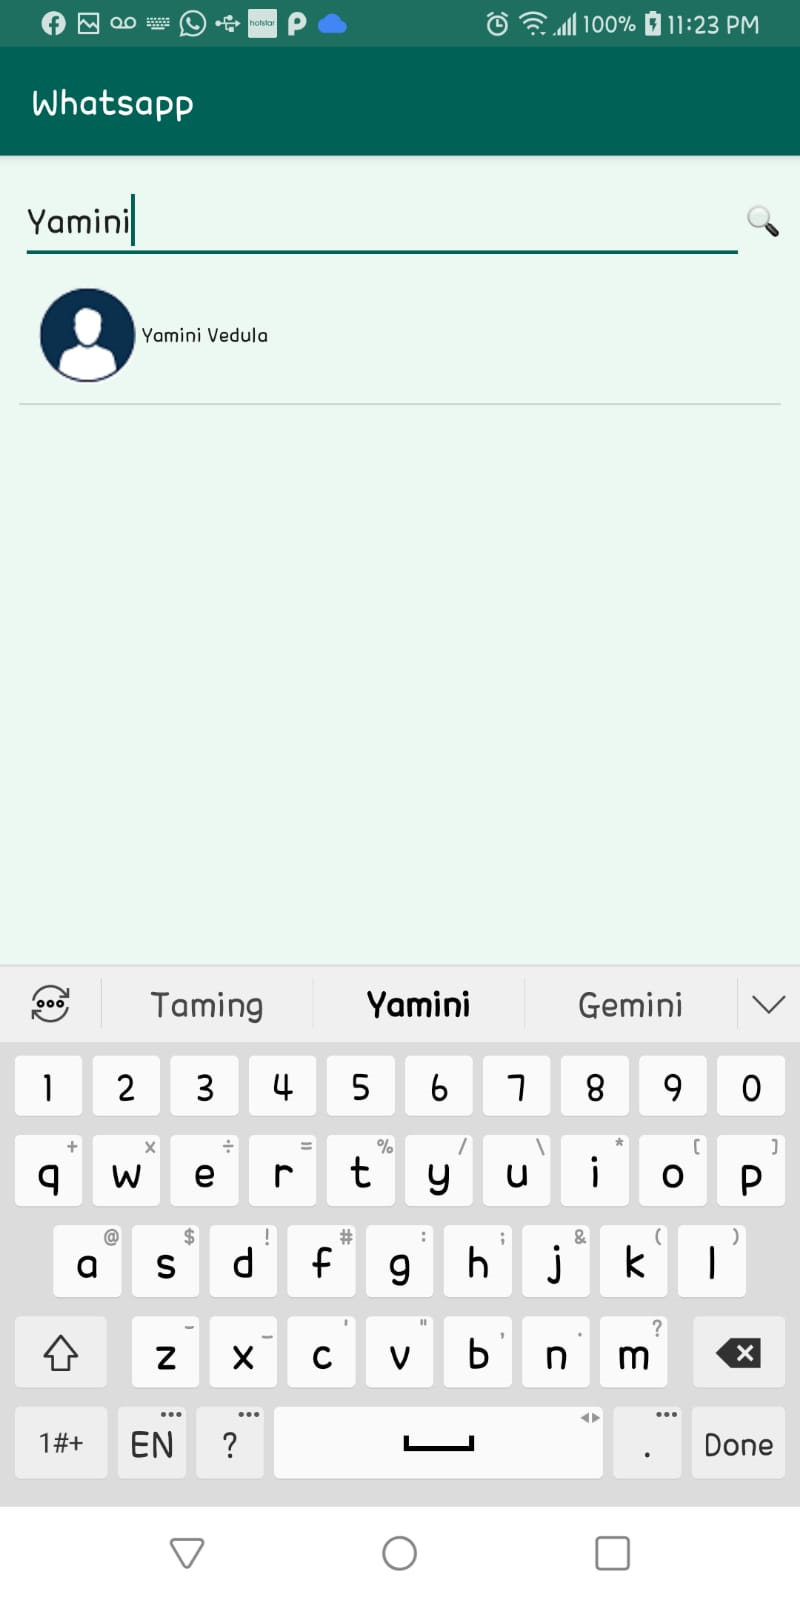 hotstar 100% 11:23 PM
Whatsapp
Yamini
Yamini Vedula
Taming Yamini Gemini
1 2 3 4 5 6 7 8 9 0
+ x ÷ = % / \ * [ ]
q w e r t y u i o p
@ $ ! # : ; & ( )
a s d f g h j k l
- _ ' " , . ?
z x c v b n m
1#+ EN ? . Done